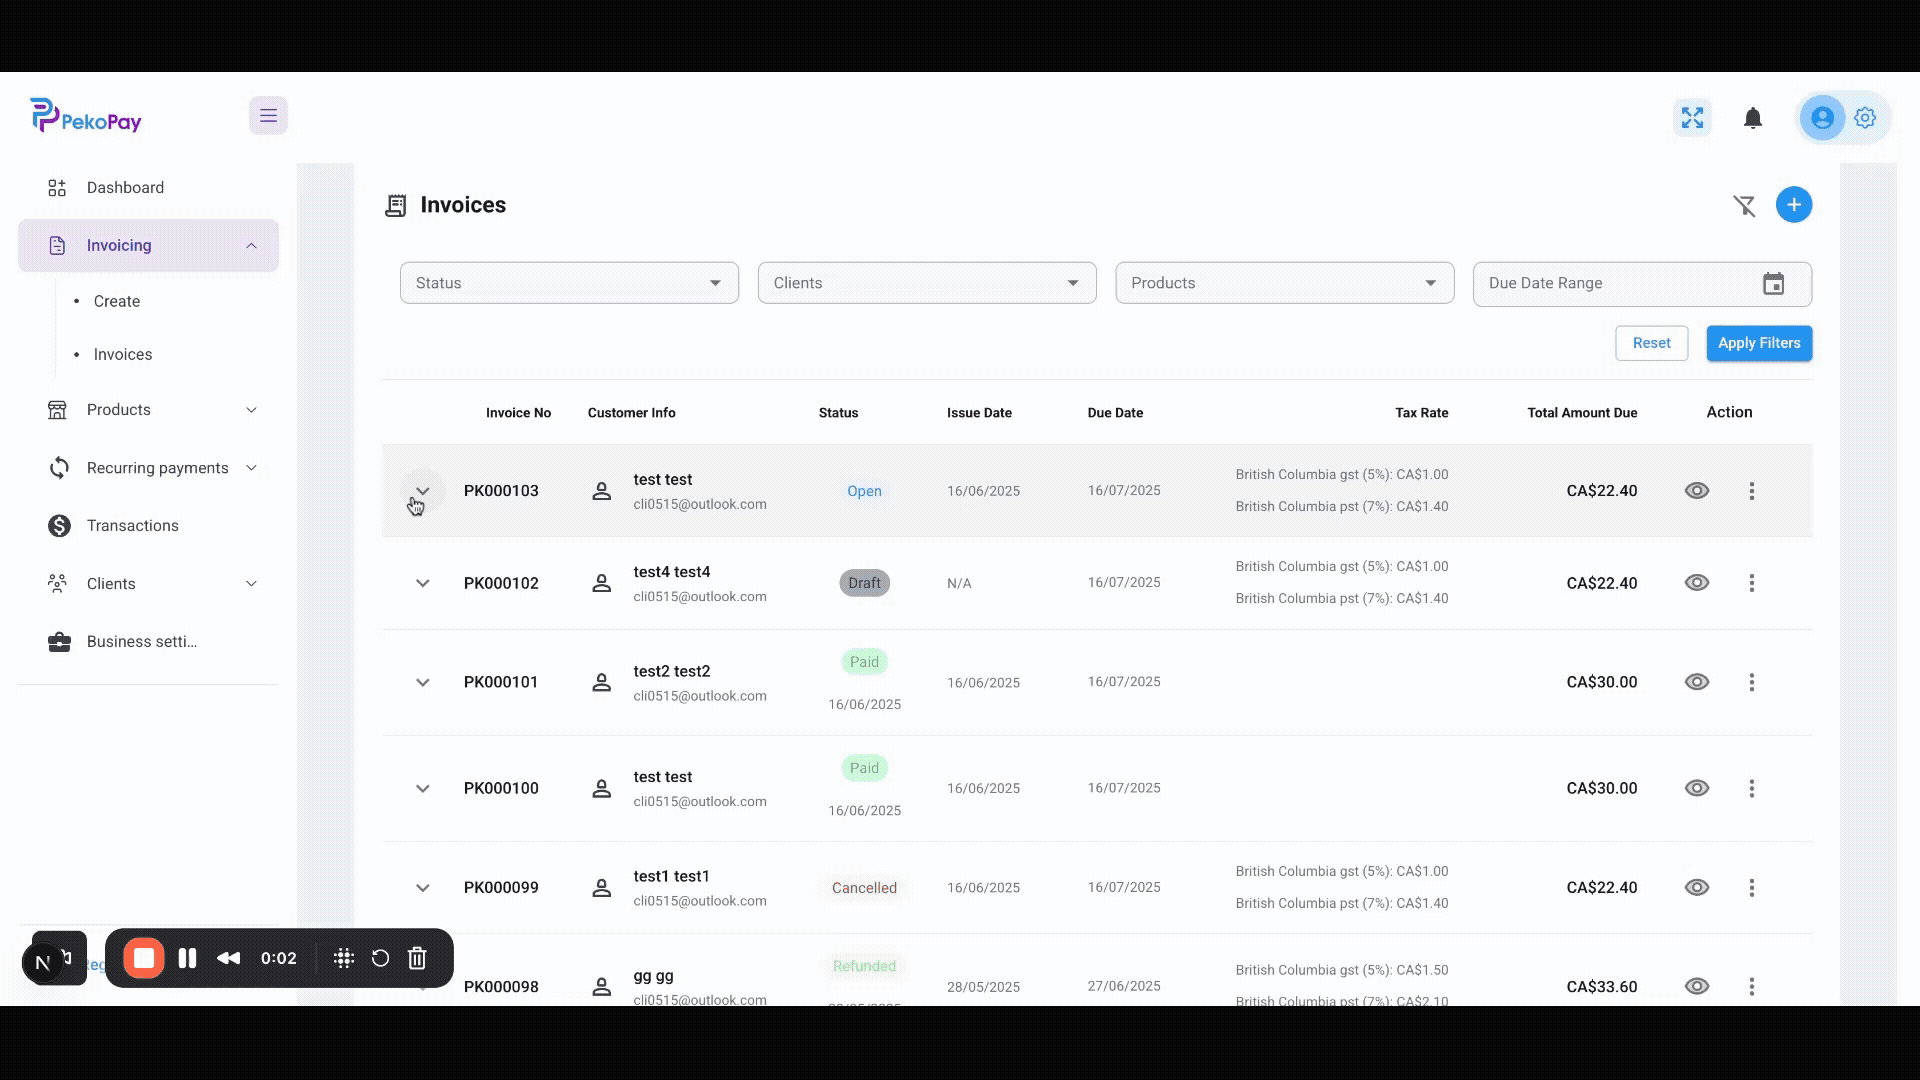 PekoPay
Dashboard
Invoicing
Create
Invoices
Products
Recurring payments
Transactions
Clients
Business setti...
Invoices
Status
Clients
Products
Due Date Range
Reset
Apply Filters
Invoice No Customer Info Status Issue Date Due Date Tax Rate Total Amount Due Action
PK000103 test test cli0515@outlook.com Open 16/06/2025 16/07/2025 British Columbia gst (5%): CA$1.00 CA$22.40
British Columbia pst (7%): CA$1.40
PK000102 test4 test4 cli0515@outlook.com Draft N/A 16/07/2025 British Columbia gst (5%): CA$1.00 CA$22.40
British Columbia pst (7%): CA$1.40
PK000101 test2 test2 cli0515@outlook.com Paid 16/06/2025 16/06/2025 16/07/2025 CA$30.00
PK000100 test test cli0515@outlook.com Paid 16/06/2025 16/06/2025 16/07/2025 CA$30.00
PK000099 test1 test1 cli0515@outlook.com Cancelled 16/06/2025 16/07/2025 British Columbia gst (5%): CA$1.00 CA$22.40
British Columbia pst (7%): CA$1.40
PK000098 gg gg cli0515@outlook.com Refunded 28/05/2025 27/06/2025 British Columbia gst (5%): CA$1.50 CA$33.60
British Columbia pst (7%): CA$2.10
N
0:02